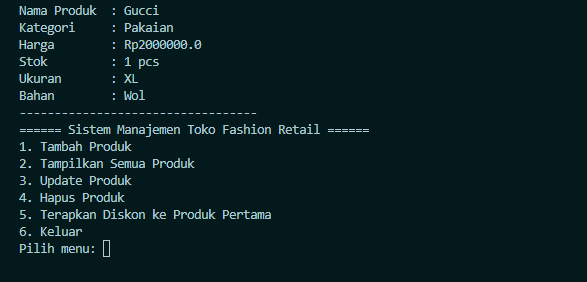 Nama Produk  : Gucci
Kategori     : Pakaian
Harga        : Rp2000000.0
Stok         : 1 pcs
Ukuran       : XL
Bahan        : Wol
----------------------------------
====== Sistem Manajemen Toko Fashion Retail ======
1. Tambah Produk
2. Tampilkan Semua Produk
3. Update Produk
4. Hapus Produk
5. Terapkan Diskon ke Produk Pertama
6. Keluar
Pilih menu: